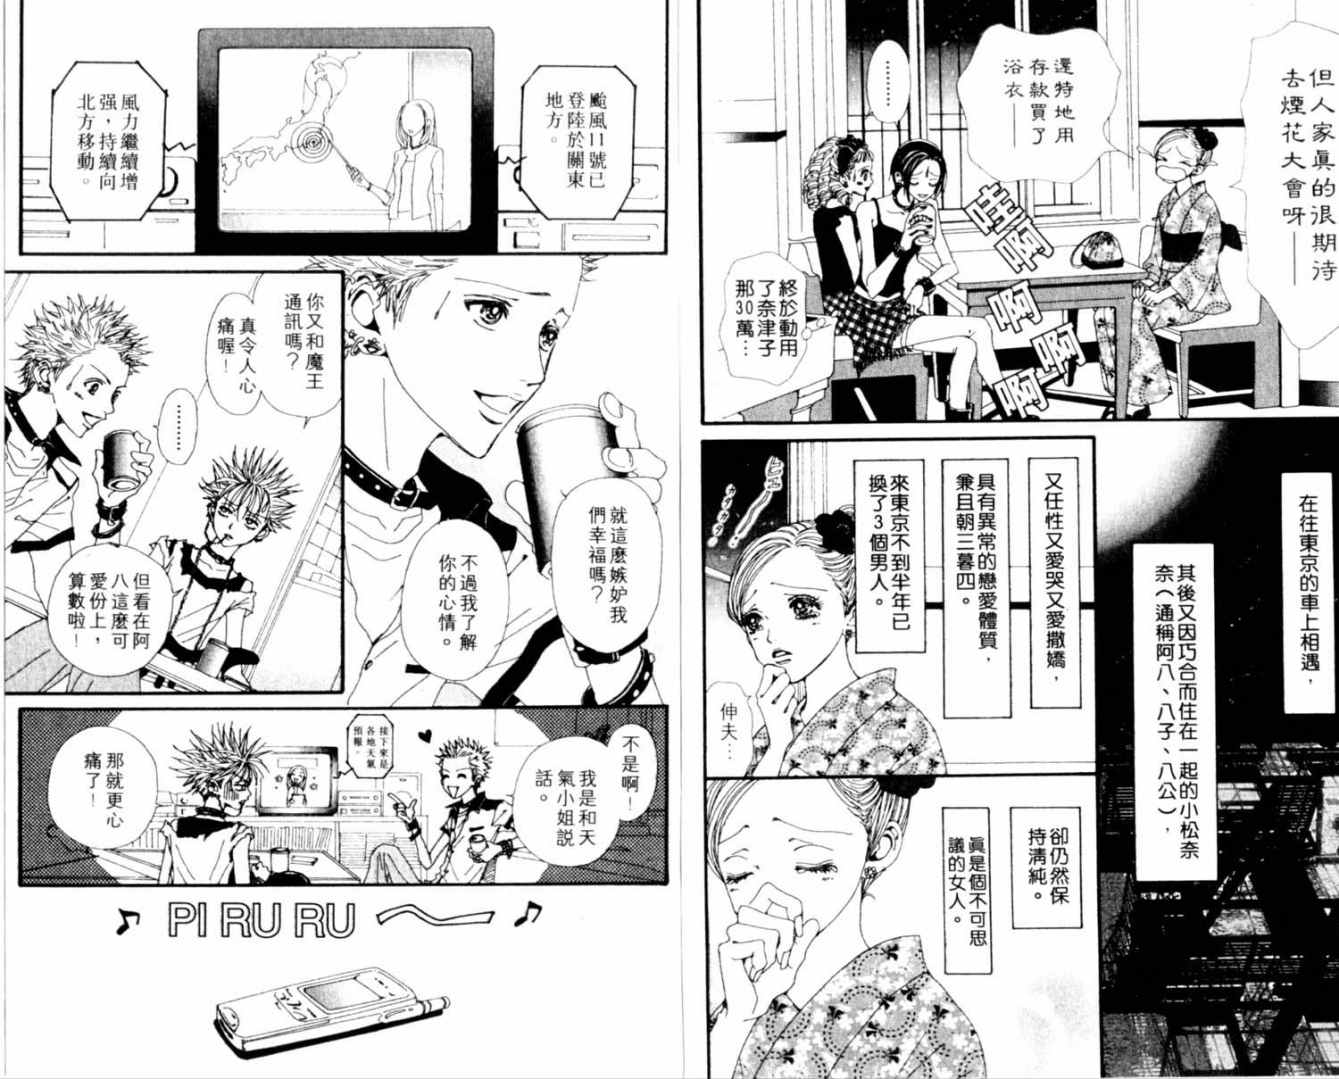 但人家真的很期待
去煙花大會呀——
還特地用
存款買了
浴衣——
………
終於動用
了奈津子
那30萬…
哇啊啊啊啊
在往東京的車上相遇，
其後又因巧合而住在一起的小松奈
奈（通稱阿八、八子、八公），
又任性又愛哭又愛撒嬌，
具有異常的戀愛體質，
兼且朝三暮四。
來東京不到半年已
換了3個男人。
伸夫…
卻仍然保
持清純。
真是個不可思
議的女人。
颱風11號已
登陸於關東
地方。
風力繼續增
强，持續向
北方移動。
你又和魔王
通訊嗎？
真令人心
痛喔！
………
就這麽嫉妒我
們幸福嗎？
不過我了解
你的心情。
但看在阿
八這麼可
愛份上，
算數啦！
不是啊！
我是和天
氣小姐説
話。
接下來是
各地天氣
預報。
那就更心
痛了！
PI RU RU